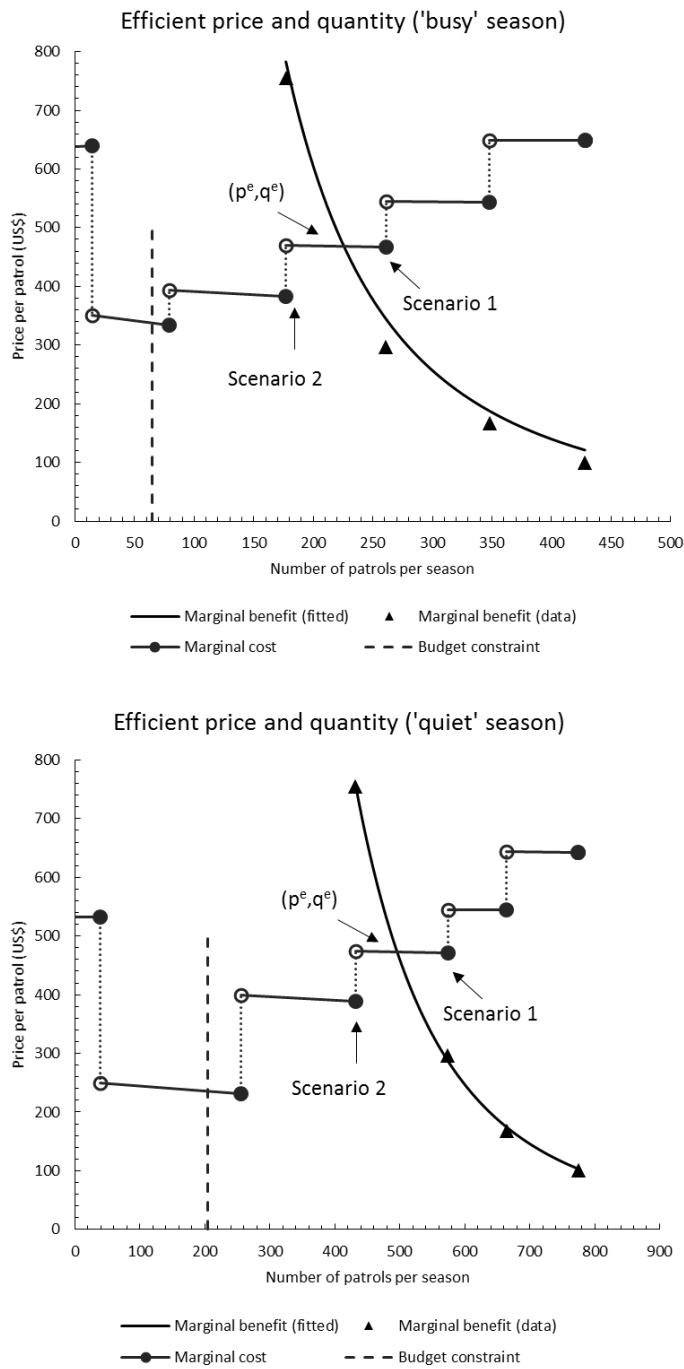 Efficient price and quantity ('busy' season)
800
700
600
500
400
300
200
100
0
Price per patrol (US$)
(pᵉ,qᵉ)
Scenario 1
Scenario 2
0 50 100 150 200 250 300 350 400 450 500
Number of patrols per season
Marginal benefit (fitted) Marginal benefit (data)
Marginal cost Budget constraint
Efficient price and quantity ('quiet' season)
800
700
600
500
400
300
200
100
0
Price per patrol (US$)
(pᵉ,qᵉ)
Scenario 1
Scenario 2
0 100 200 300 400 500 600 700 800 900
Number of patrols per season
Marginal benefit (fitted) Marginal benefit (data)
Marginal cost Budget constraint